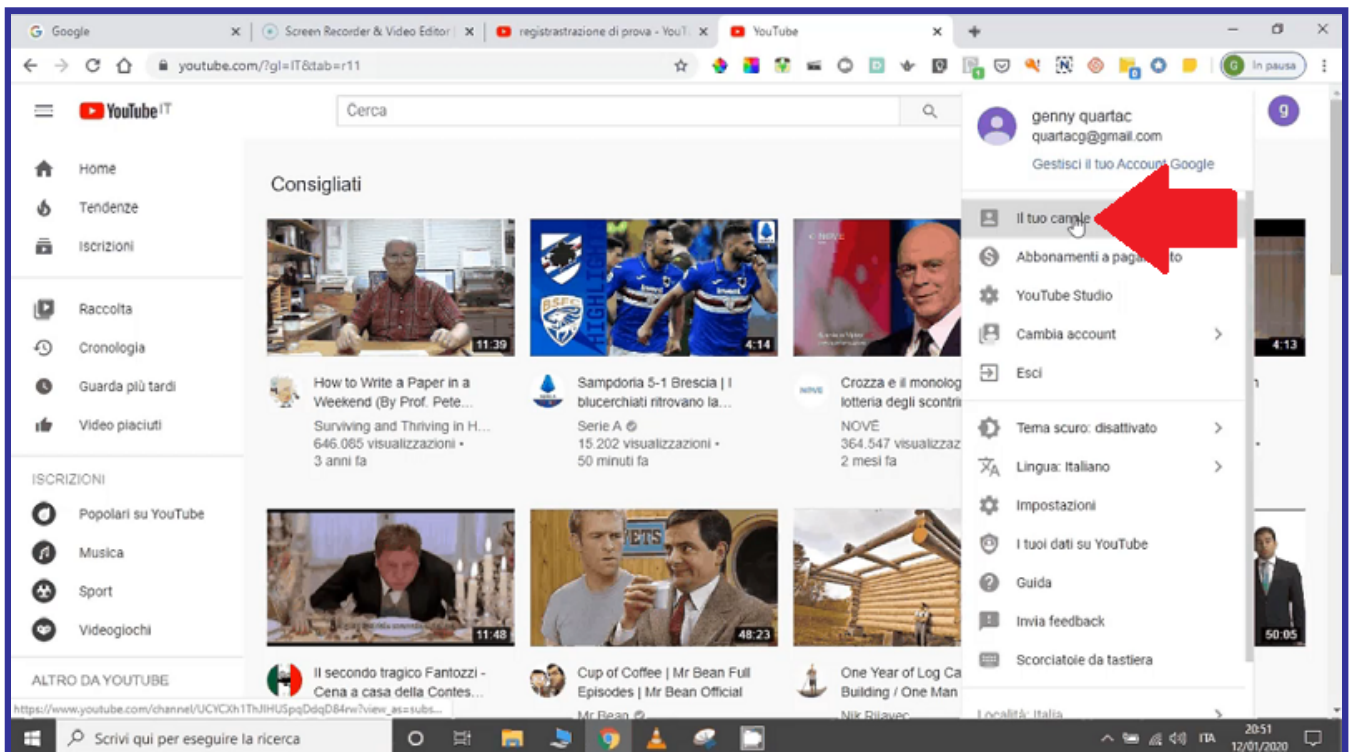 Google
Screen Recorder & Video Editor
registrastrazione di prova - YouT
YouTube
youtube.com/?gl=IT&tab=r11
G In pausa
YouTube IT
Cerca
g
genny quartac
quartacg@gmail.com
Gestisci il tuo Account Google
Home
Tendenze
Iscrizioni
Raccolta
Cronologia
Guarda più tardi
Video piaciuti
ISCRIZIONI
Popolari su YouTube
Musica
Sport
Videogiochi
ALTRO DA YOUTUBE
Consigliati
11:39
BSFC
HIGHLIGHT
4:14
NOVE
4:13
How to Write a Paper in a
Weekend (By Prof. Pete...
Surviving and Thriving in H...
646.085 visualizzazioni •
3 anni fa
Sampdoria 5-1 Brescia | I
blucerchiati ritrovano la...
Serie A
15.202 visualizzazioni •
50 minuti fa
NOVE
Crozza e il monolog
lotteria degli scontri
NOVE
364.547 visualizzaz
2 mesi fa
11:48
ETS
48:23
50:05
Il secondo tragico Fantozzi -
Cena a casa della Contes...
Cup of Coffee | Mr Bean Full
Episodes | Mr Bean Official
Mr Bean
One Year of Log Ca
Building / One Man
Nik Rijavec
Il tuo canale
Abbonamenti a paga to
YouTube Studio
Cambia account
Esci
Tema scuro: disattivato
Lingua: Italiano
Impostazioni
I tuoi dati su YouTube
Guida
Invia feedback
Scorciatoie da tastiera
Località: Italia
Scrivi qui per eseguire la ricerca
ITA
20:51
12/01/2020